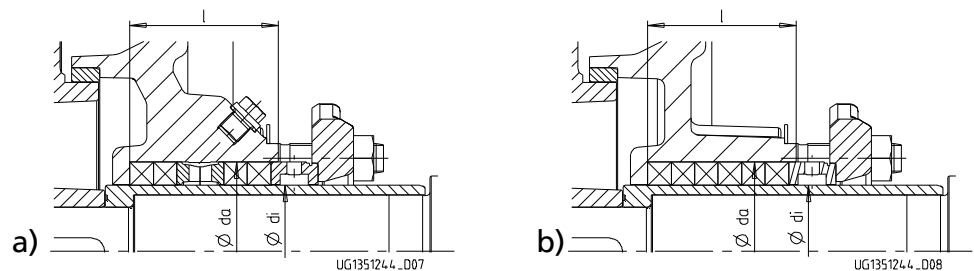 l
l
Ø da
Ø di
Ø da
Ø di
a)
b)
UG1351244_D07
UG1351244_D08